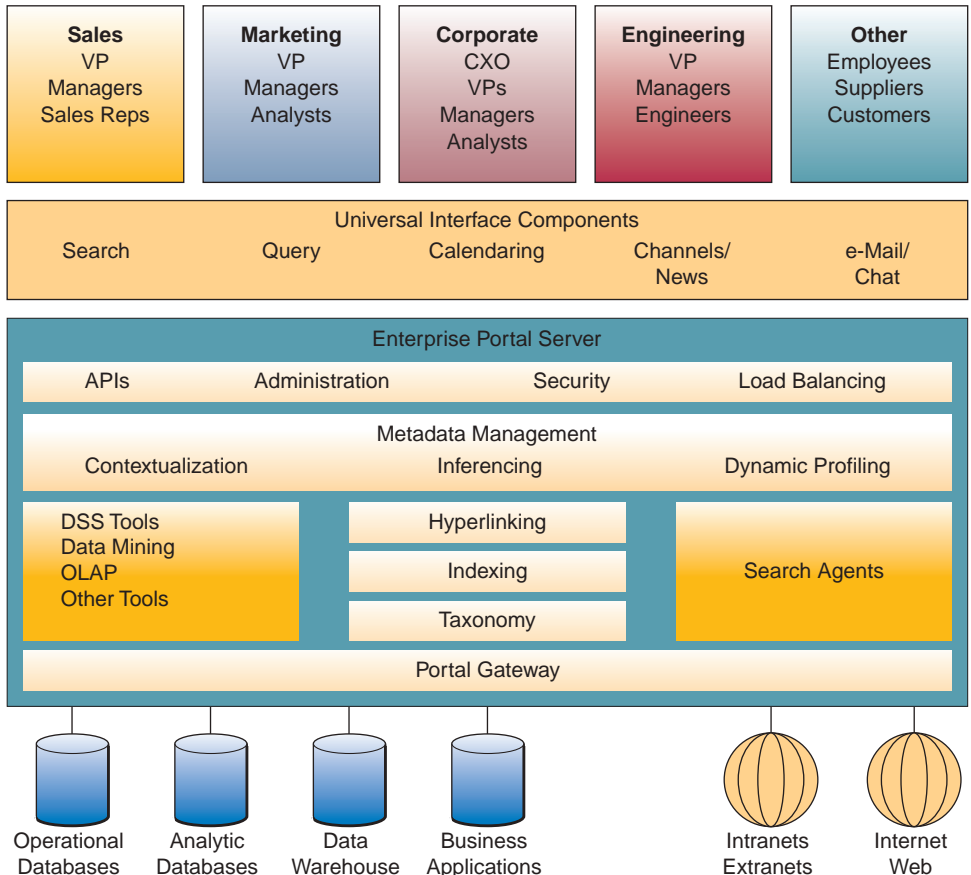 Sales
VP
Managers
Sales Reps
Marketing
VP
Managers
Analysts
Corporate
CXO
VPs
Managers
Analysts
Engineering
VP
Managers
Engineers
Other
Employees
Suppliers
Customers
Universal Interface Components
Search
Query
Calendaring
Channels/
News
e-Mail/
Chat
Enterprise Portal Server
APIs
Administration
Security
Load Balancing
Metadata Management
Contextualization
Inferencing
Dynamic Profiling
DSS Tools
Data Mining
OLAP
Other Tools
Hyperlinking
Indexing
Taxonomy
Search Agents
Portal Gateway
Operational
Databases
Analytic
Databases
Data
Warehouse
Business
Applications
Intranets
Extranets
Internet
Web